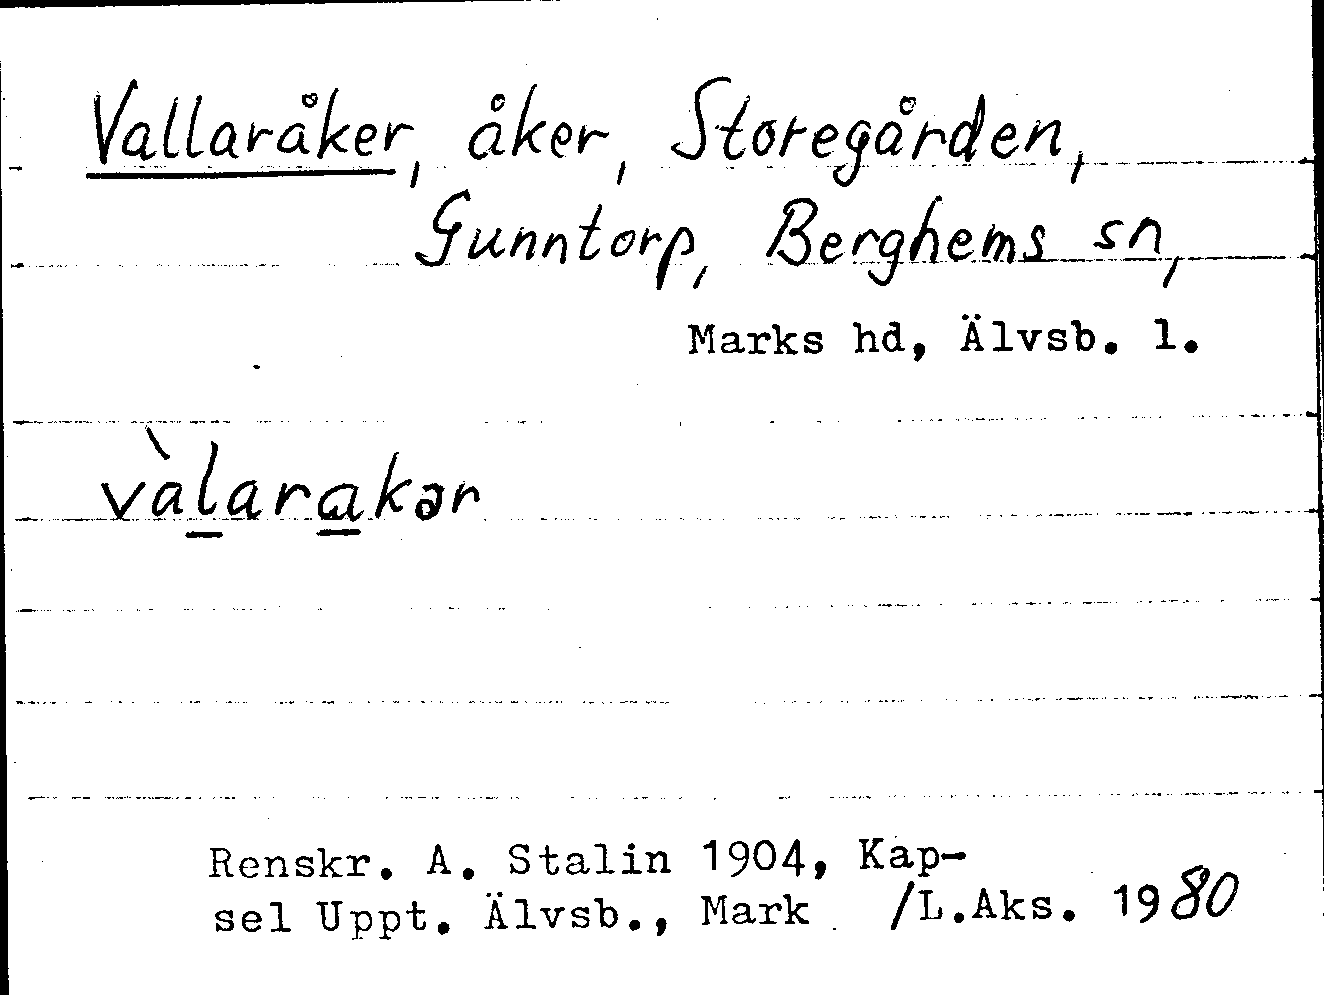 Vallaråker, åker, Storegården,
Gunntorp, Berghems sn,
Marks hd, Älvsb. l.
vàlarakər
Renskr. A. Stalin 1904, Kap-
sel Uppt. Älvsb., Mark /L.Aks. 1980